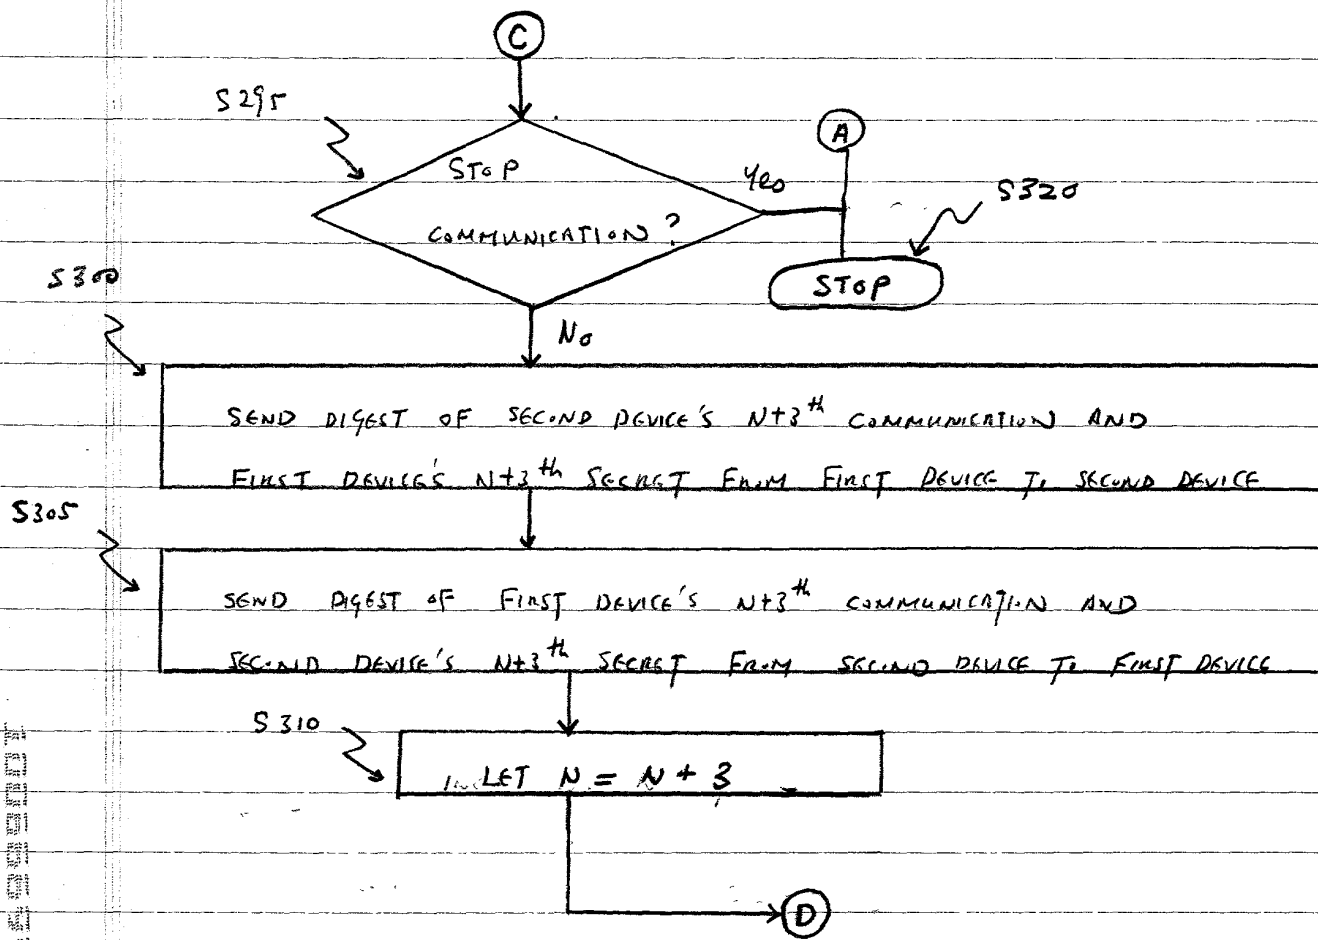 C
S295
A
STOP
Yes
S320
COMMUNICATION?
S300
STOP
No
SEND DIGEST OF SECOND DEVICE'S N+3th COMMUNICATION AND
FIRST DEVICE'S N+3th SECRET FROM FIRST DEVICE TO SECOND DEVICE
S305
SEND DIGEST OF FIRST DEVICE'S N+3th COMMUNICATION AND
SECOND DEVICE'S N+3th SECRET FROM SECOND DEVICE TO FIRST DEVICE
S310
LET N = N + 3
D